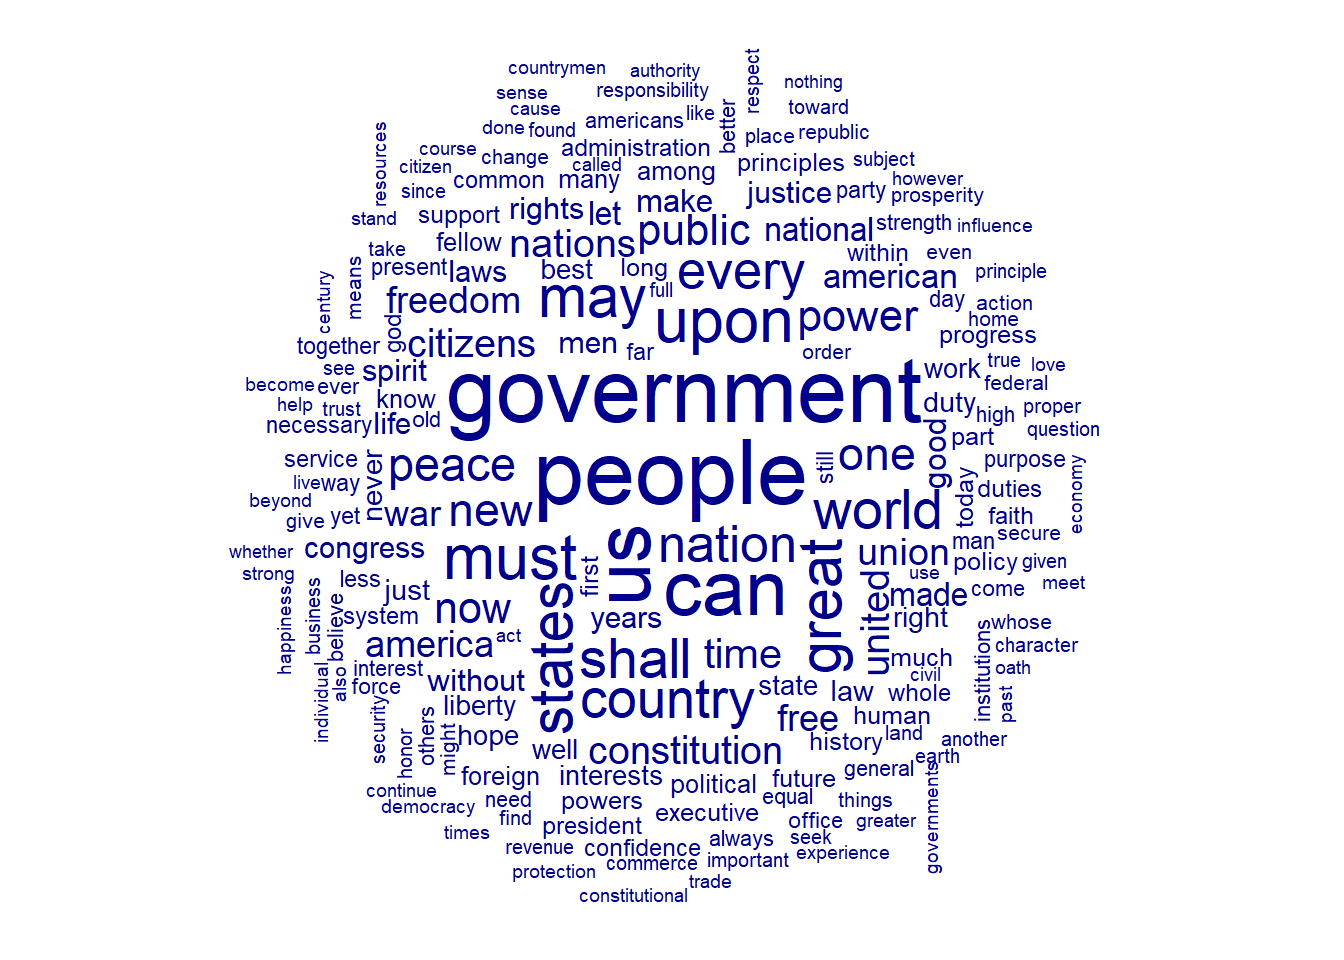 countrymen
authority
respect
nothing
sense
responsibility
cause
toward
done
found
americans
like
better
place
republic
resources
course
citizen
change
called
administration
principles
subject
since
common
many
among
however
stand
support
rights
let
make
justice
party
prosperity
take
fellow
nations
public
national
strength
influence
century
means
present
laws
best
long
full
every
within
even
american
principle
freedom
may
upon
power
day
action
home
god
together
citizens
men
far
order
progress
see
spirit
government
work
true
love
become
ever
federal
help
trust
know
duty
high
proper
necessary
life
old
good
part
question
service
never
peace
people
still
one
purpose
economy
live
way
beyond
give
yet
war
new
world
today
duties
faith
whether
congress
must
us
nation
union
man
secure
strong
less
just
first
can
great
use
policy
given
happiness
business
believe
system
now
states
years
united
made
come
meet
right
america
act
shall
time
much
institutions
whose
character
individual
also
interest
force
without
country
state
law
civil
whole
oath
past
security
liberty
free
human
honor
others
might
hope
well
constitution
history
land
another
earth
continue
foreign
interests
political
future
general
governments
democracy
need
powers
executive
equal
things
find
president
office
greater
times
revenue
confidence
always
seek
experience
protection
commerce
important
trade
constitutional